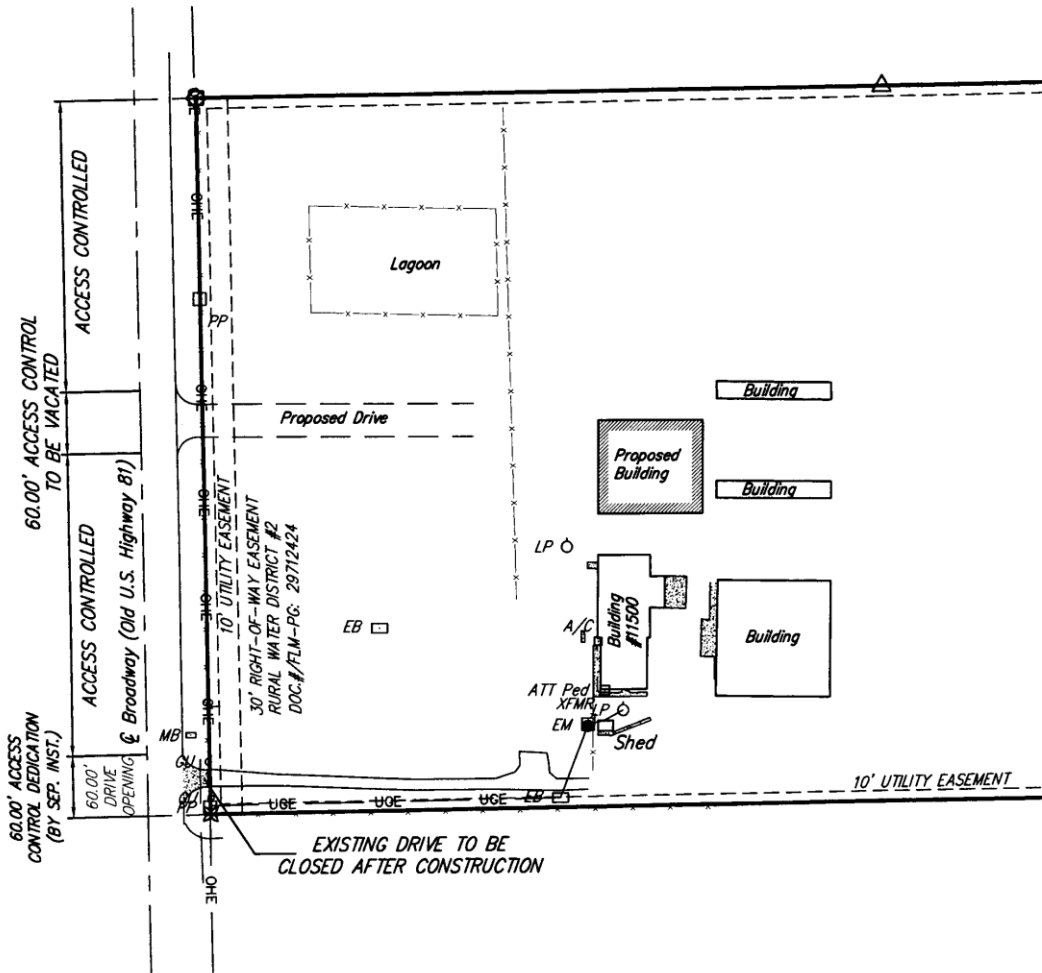 OHE
ACCESS CONTROLLED
OHE
Lagoon
PP
60.00' ACCESS CONTROL
TO BE VACATED
OHE
Proposed Drive
Building
Proposed
Building
Building
OHE
ACCESS CONTROLLED
℄ Broadway (Old U.S. Highway 81)
10' UTILITY EASEMENT
30' RIGHT-OF-WAY EASEMENT
RURAL WATER DISTRICT #2
DOC.#/FLM-PG: 29712424
LP
OHE
EB
A/C
Building
#11500
Building
ATT Ped
XFMR
LP
EM
Shed
OHE
MB
GU
60.00' ACCESS
CONTROL DEDICATION
(BY SEP. INST.)
60.00'
DRIVE
OPENING
PP
UGE
UGE
UGE
EB
10' UTILITY EASEMENT
EXISTING DRIVE TO BE
CLOSED AFTER CONSTRUCTION
OHE